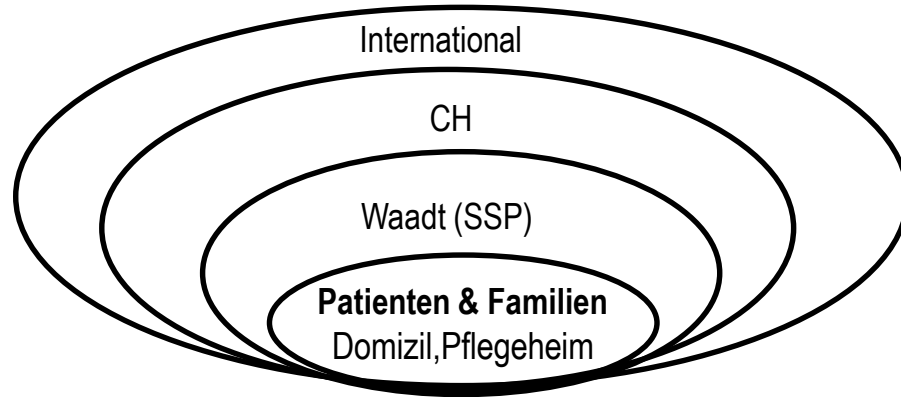 International
CH
Waadt (SSP)
Patienten & Familien
Domizil,Pflegeheim